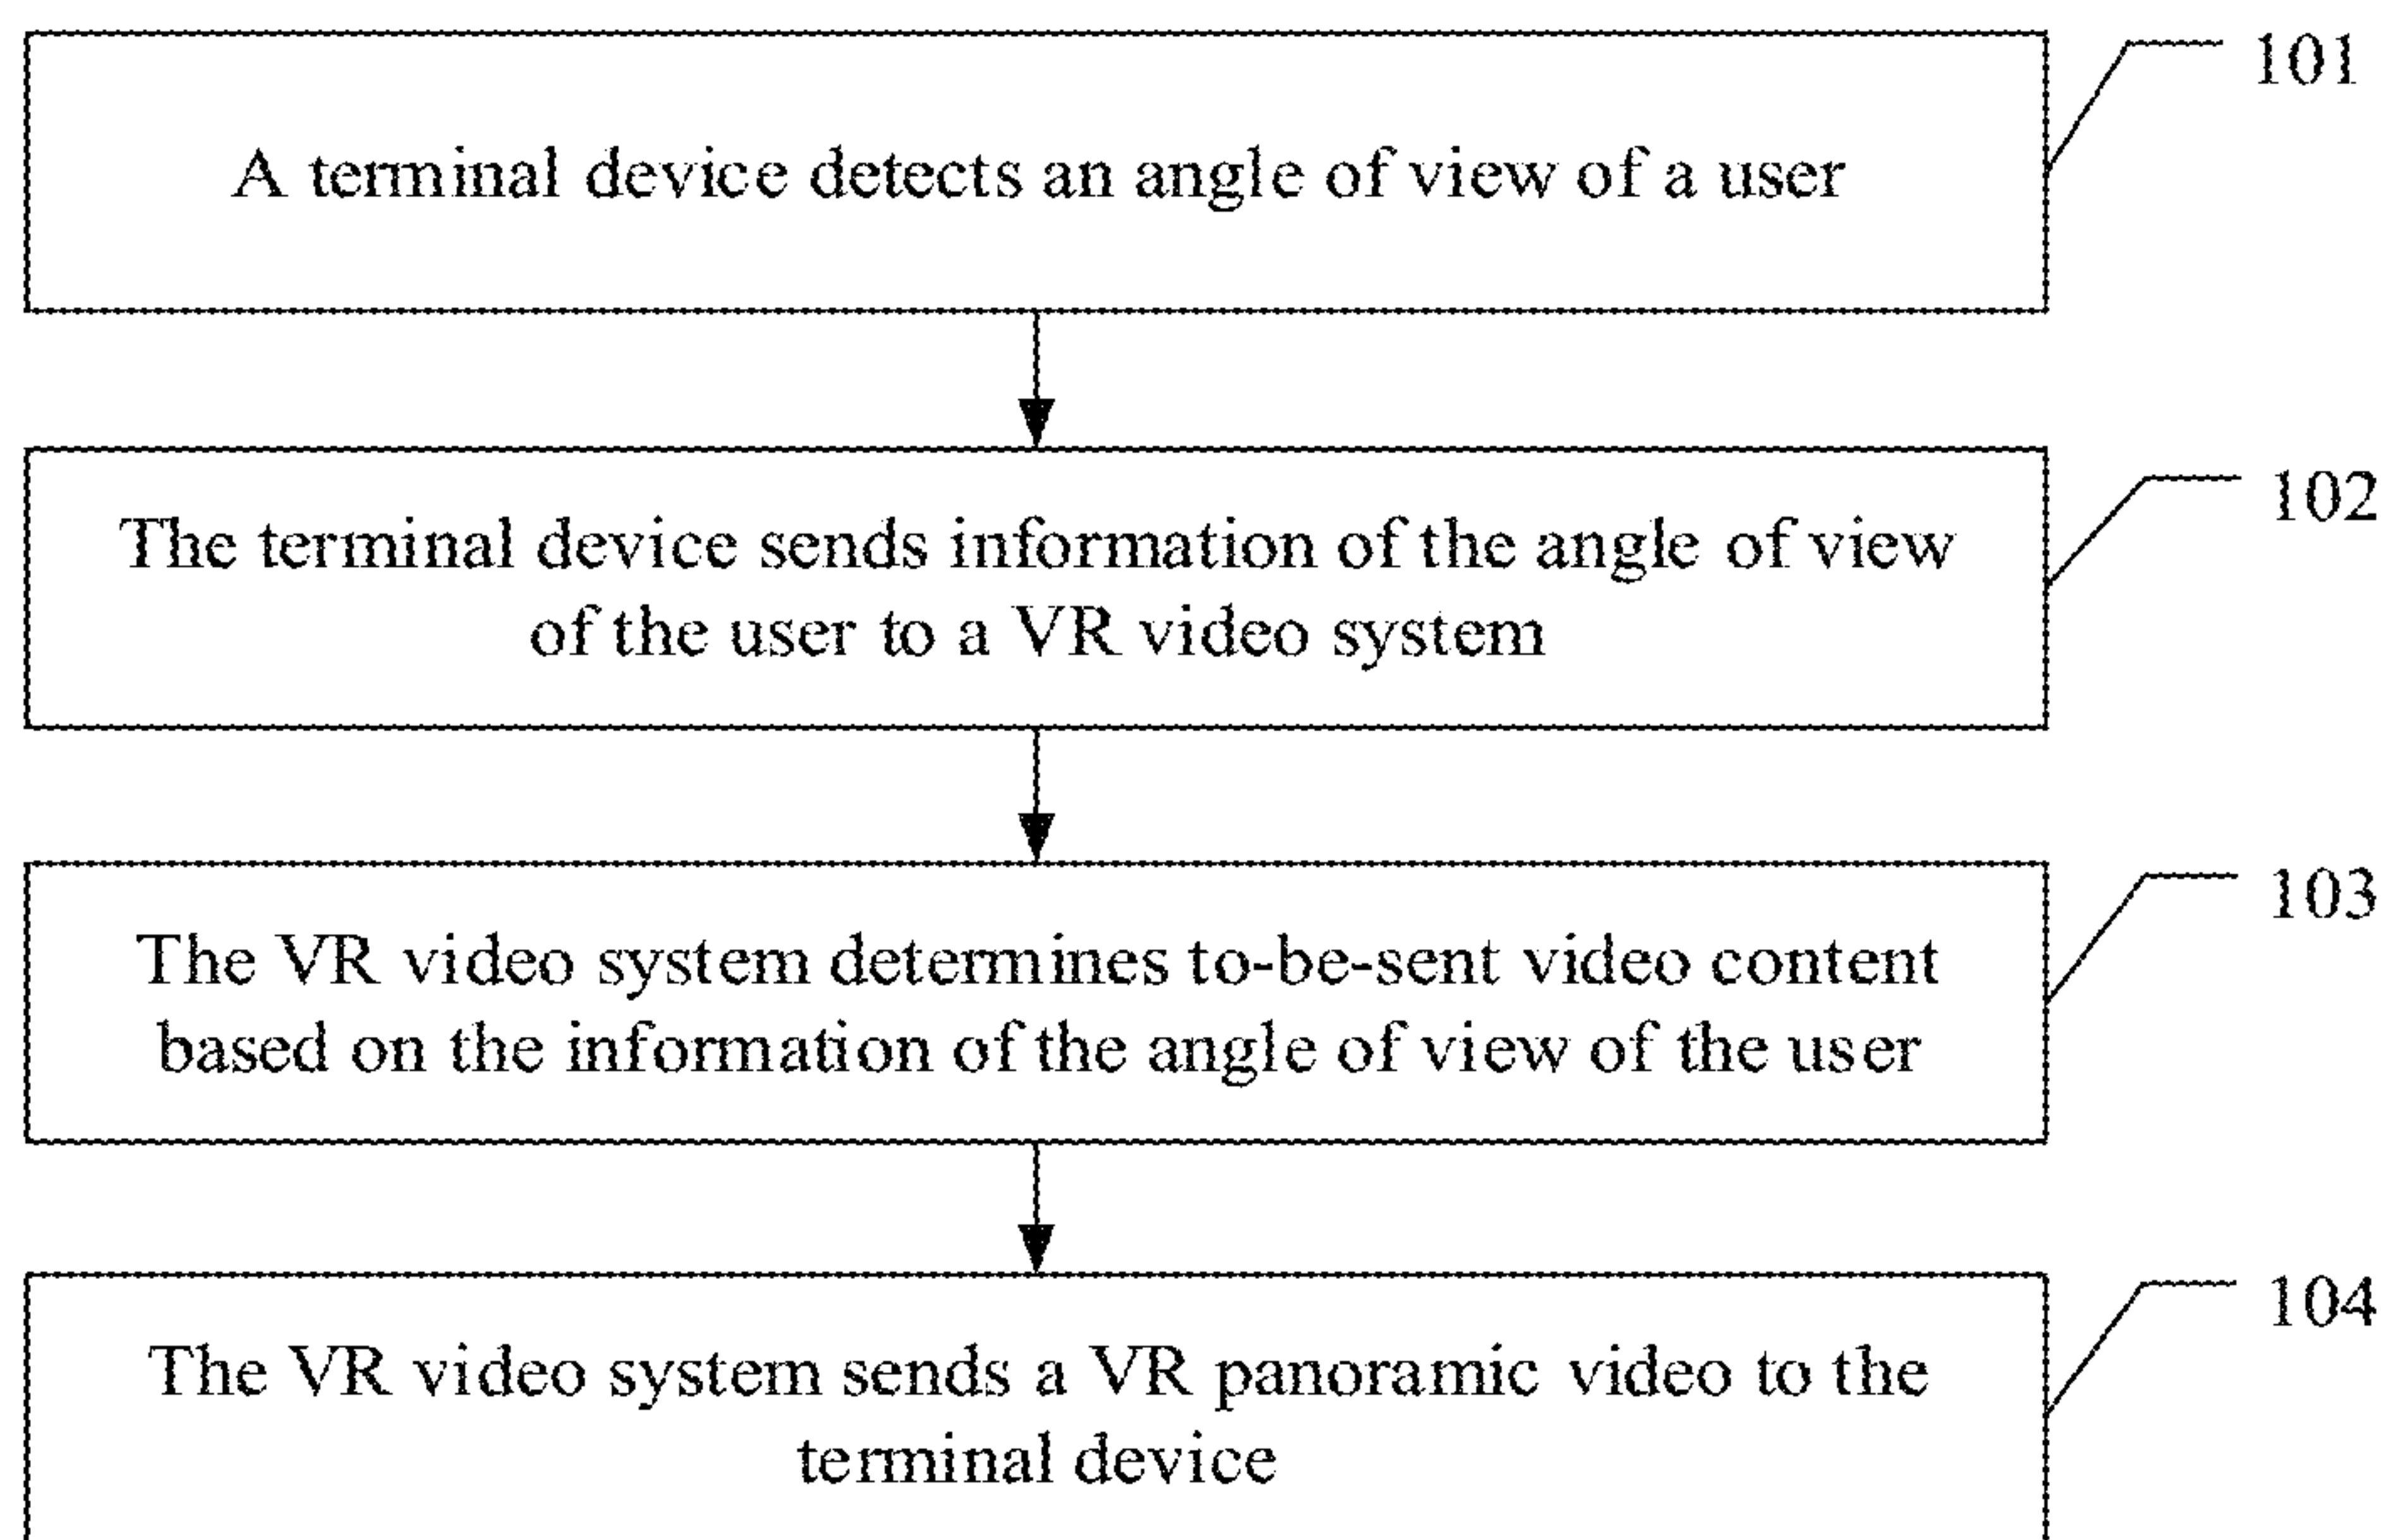 101
A terminal device detects an angle of view of a user
102
The terminal device sends information of the angle of view
of the user to a VR video system
103
The VR video system determines to-be-sent video content
based on the information of the angle of view of the user
104
The VR video system sends a VR panoramic video to the
terminal device